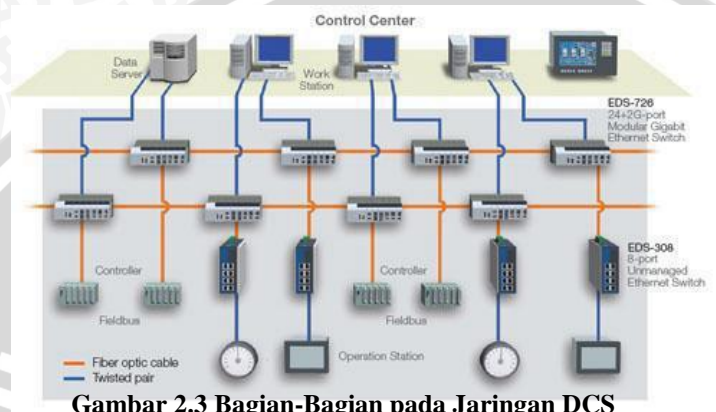 Control Center
Data
Server
Work
Station
EDS-726
24+2G-port
Modular Gigabit
Ethernet Switch
EDS-308
8-port
Unmanaged
Ethernet Switch
Controller
Controller
Fieldbus
Fieldbus
Operation Station
Fiber optic cable
Twisted pair
Gambar 2.3 Bagian-Bagian pada Jaringan DCS